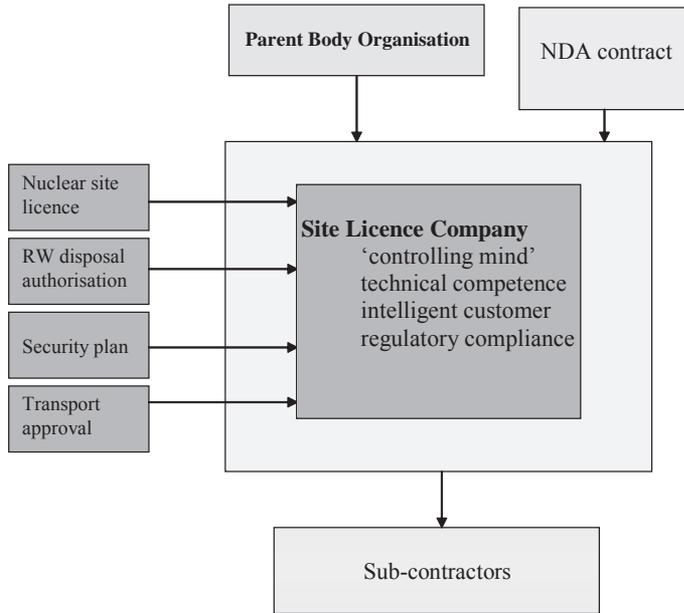 Parent Body Organisation
NDA contract
Nuclear site
licence
RW disposal
authorisation
Security plan
Transport
approval
Site Licence Company
‘controlling mind’
technical competence
intelligent customer
regulatory compliance
Sub-contractors